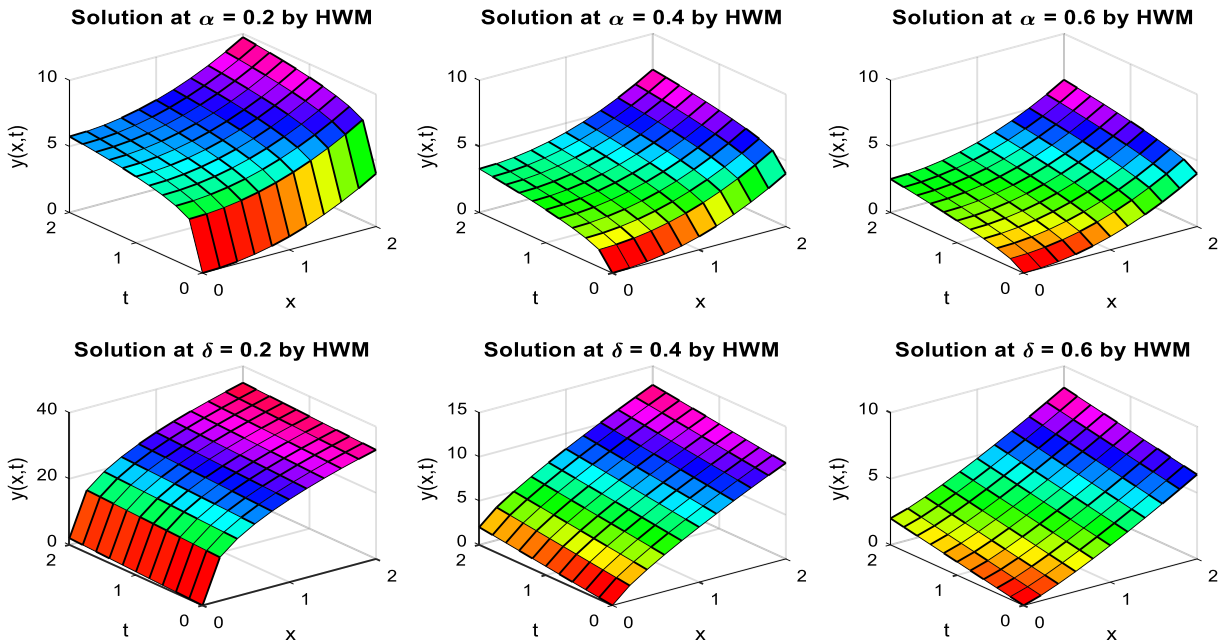 Solution at α = 0.2 by HWM
10
5
0
y(x,t)
2
1
0
t
0
1
2
x
Solution at α = 0.4 by HWM
10
5
0
y(x,t)
2
1
0
t
0
1
2
x
Solution at α = 0.6 by HWM
10
5
0
y(x,t)
2
1
0
t
0
1
2
x
Solution at δ = 0.2 by HWM
40
20
0
y(x,t)
2
1
0
t
0
1
2
x
Solution at δ = 0.4 by HWM
15
10
5
0
y(x,t)
2
1
0
t
0
1
2
x
Solution at δ = 0.6 by HWM
10
5
0
y(x,t)
2
1
0
t
0
1
2
x